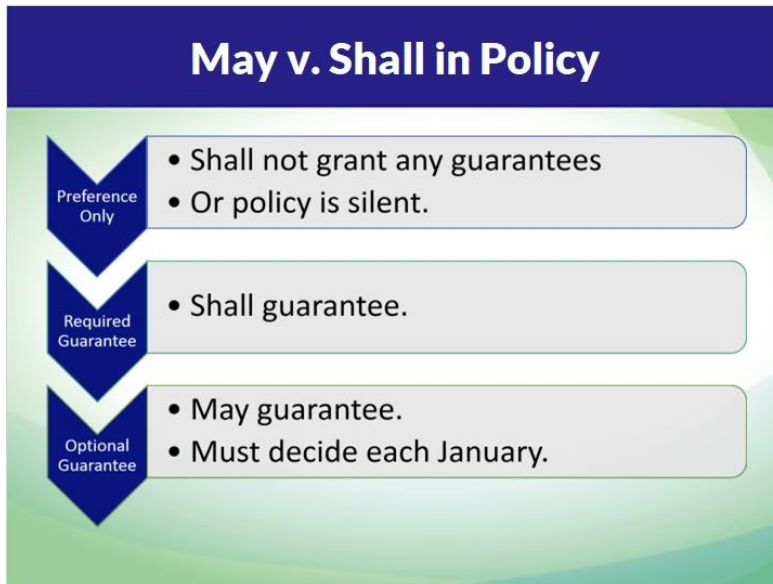 May v. Shall in Policy
Preference
Only
• Shall not grant any guarantees
• Or policy is silent.
Required
Guarantee
• Shall guarantee.
Optional
Guarantee
• May guarantee.
• Must decide each January.